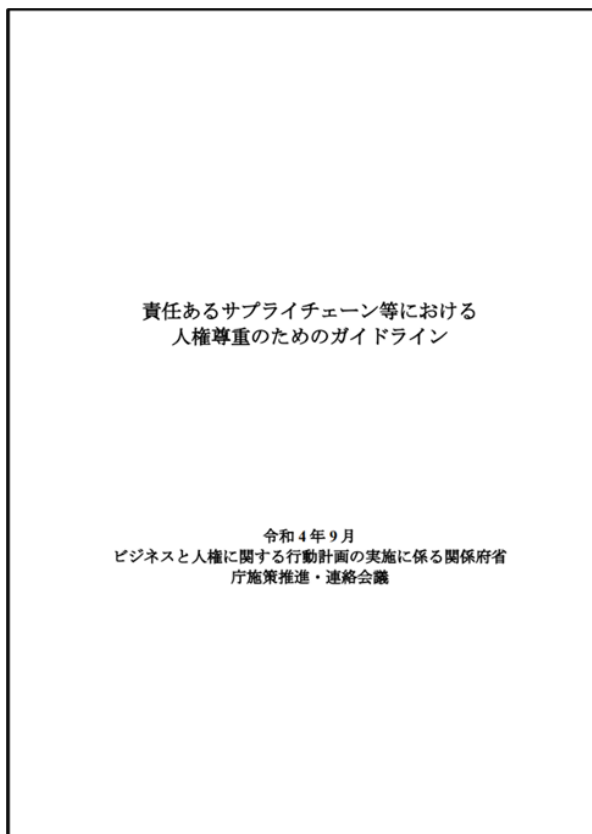 責任あるサプライチェーン等における
人権尊重のためのガイドライン
令和4年9月
ビジネスと人権に関する行動計画の実施に係る関係府省
庁施策推進・連絡会議